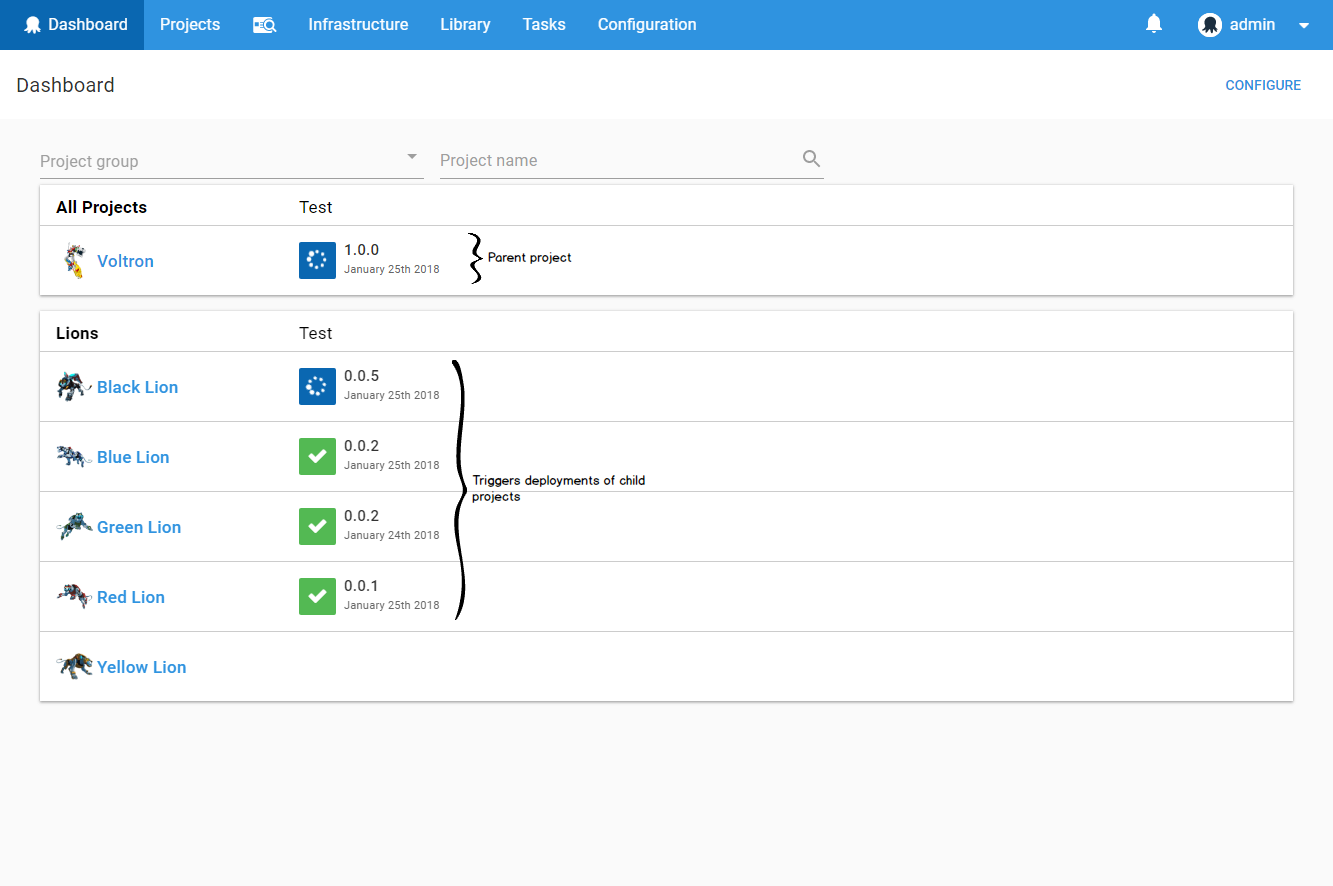 Dashboard Projects Infrastructure Library Tasks Configuration admin
Dashboard CONFIGURE
Project group Project name
All Projects Test
Voltron 1.0.0
January 25th 2018
Parent project
Lions Test
Black Lion 0.0.5
January 25th 2018
Blue Lion 0.0.2
January 25th 2018
Triggers deployments of child
projects
Green Lion 0.0.2
January 24th 2018
Red Lion 0.0.1
January 25th 2018
Yellow Lion